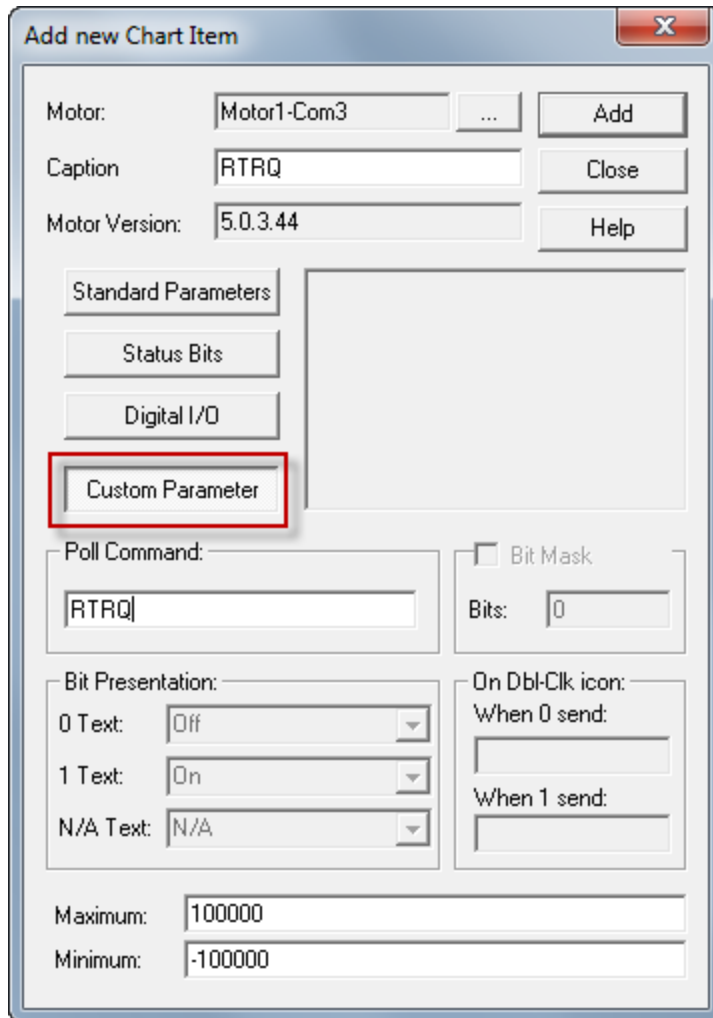 Add new Chart Item
Motor: Motor1-Com3 ... Add
Caption RTRQ Close
Motor Version: 5.0.3.44 Help
Standard Parameters
Status Bits
Digital I/O
Custom Parameter
Poll Command: Bit Mask
RTRQ Bits: 0
Bit Presentation: On Dbl-Clk icon:
0 Text: Off When 0 send:
1 Text: On When 1 send:
N/A Text: N/A
Maximum: 100000
Minimum: -100000